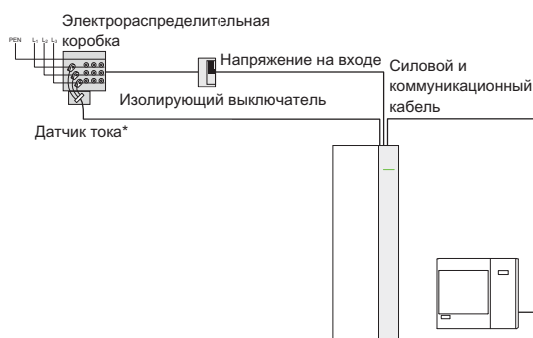 Электрораспределительная
коробка
PEN L₁ L₂ L₃
Напряжение на входе
Силовой и
коммуникационный
кабель
Изолирующий выключатель
Датчик тока*